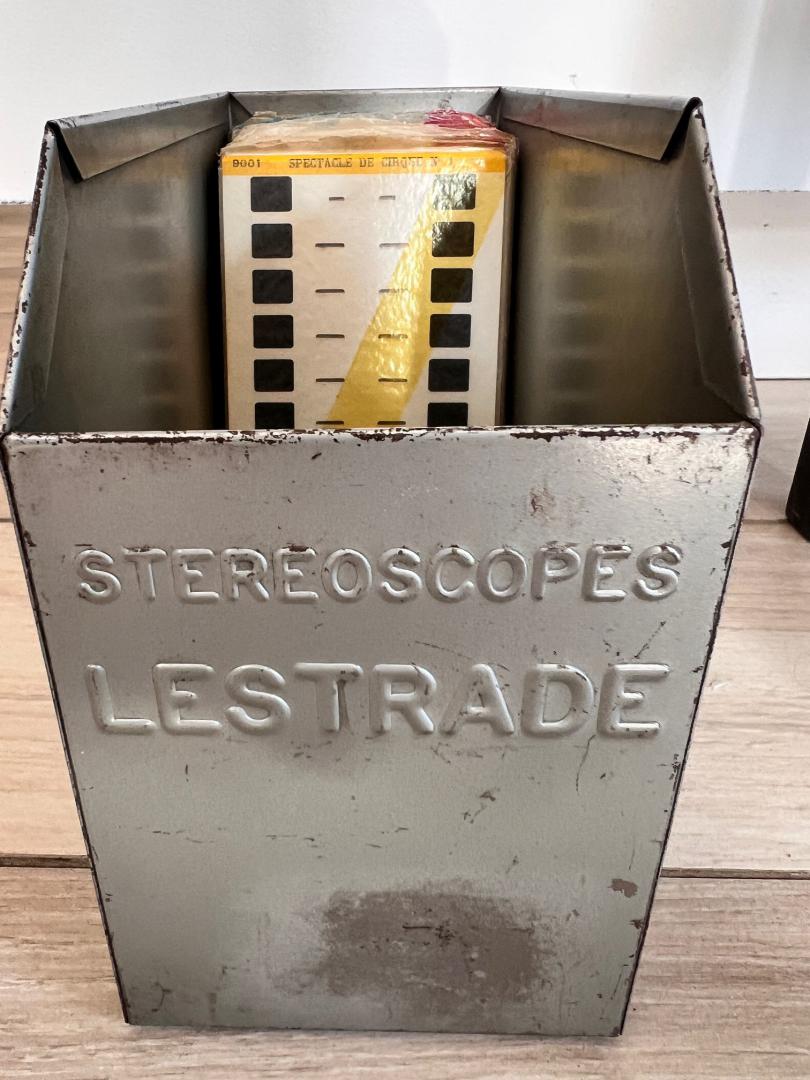 9001 SPECTACLE DE CIRQUE N 1
STEREOSCOPES
LESTRADE